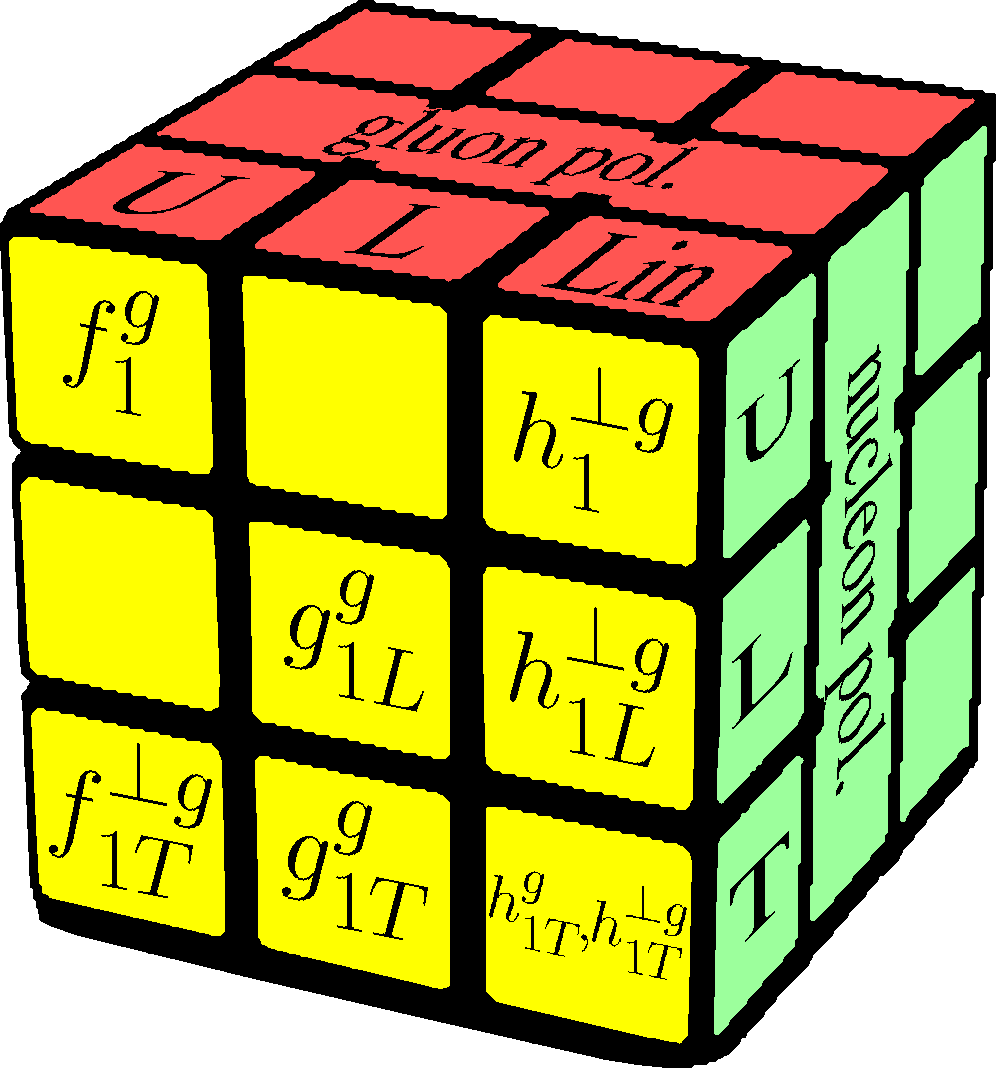 gluon pol.
U L Lin
f_1^g h_1^{⊥g} U
nucleon pol.
g_{1L}^g h_{1L}^{⊥g} L
f_{1T}^{⊥g} g_{1T}^g h_{1T}^g, h_{1T}^{⊥g} T